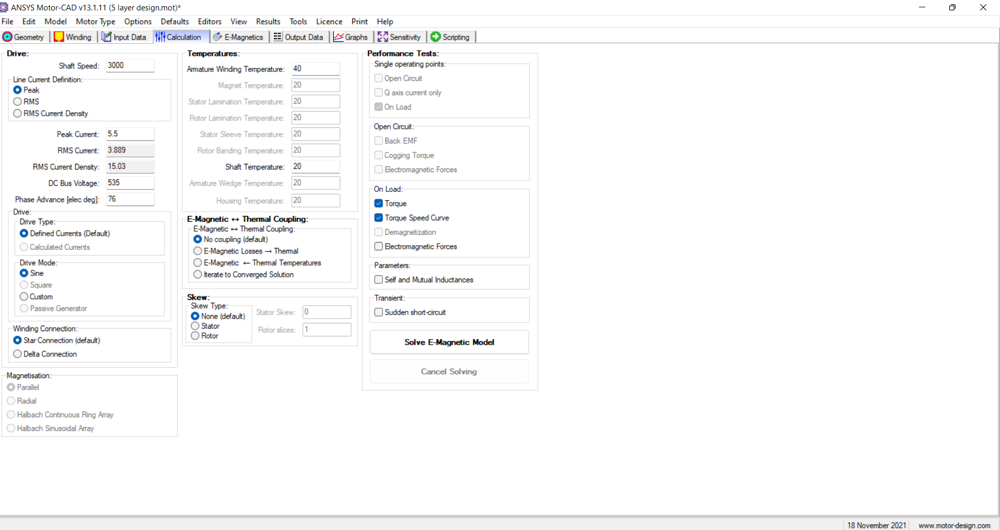 ANSYS Motor-CAD v13.1.11 (5 layer design.mot)*
File Edit Model Motor Type Options Defaults Editors View Results Tools Licence Print Help
Geometry Winding Input Data Calculation E-Magnetics Output Data Graphs Sensitivity Scripting
Drive:
Shaft Speed: 3000
Line Current Definition:
Peak
RMS
RMS Current Density
Peak Current: 5.5
RMS Current: 3.889
RMS Current Density: 15.03
DC Bus Voltage: 535
Phase Advance [elec deg]: 76
Drive:
Drive Type:
Defined Currents (Default)
Calculated Currents
Drive Mode:
Sine
Square
Custom
Passive Generator
Winding Connection:
Star Connection (default)
Delta Connection
Magnetisation:
Parallel
Radial
Halbach Continuous Ring Array
Halbach Sinusoidal Array
Temperatures:
Armature Winding Temperature: 40
Magnet Temperature: 20
Stator Lamination Temperature: 20
Rotor Lamination Temperature: 20
Stator Sleeve Temperature: 20
Rotor Banding Temperature: 20
Shaft Temperature: 20
Armature Wedge Temperature: 20
Housing Temperature: 20
E-Magnetic ↔ Thermal Coupling:
E-Magnetic ↔ Thermal Coupling:
No coupling (default)
E-Magnetic Losses → Thermal
E-Magnetic ← Thermal Temperatures
Iterate to Converged Solution
Skew:
Skew Type:
None (default)
Stator
Rotor
Stator Skew: 0
Rotor slices: 1
Performance Tests:
Single operating points:
Open Circuit
Q axis current only
On Load
Open Circuit:
Back EMF
Cogging Torque
Electromagnetic Forces
On Load:
Torque
Torque Speed Curve
Demagnetization
Electromagnetic Forces
Parameters:
Self and Mutual Inductances
Transient:
Sudden short-circuit
Solve E-Magnetic Model
Cancel Solving
18 November 2021 www.motor-design.com